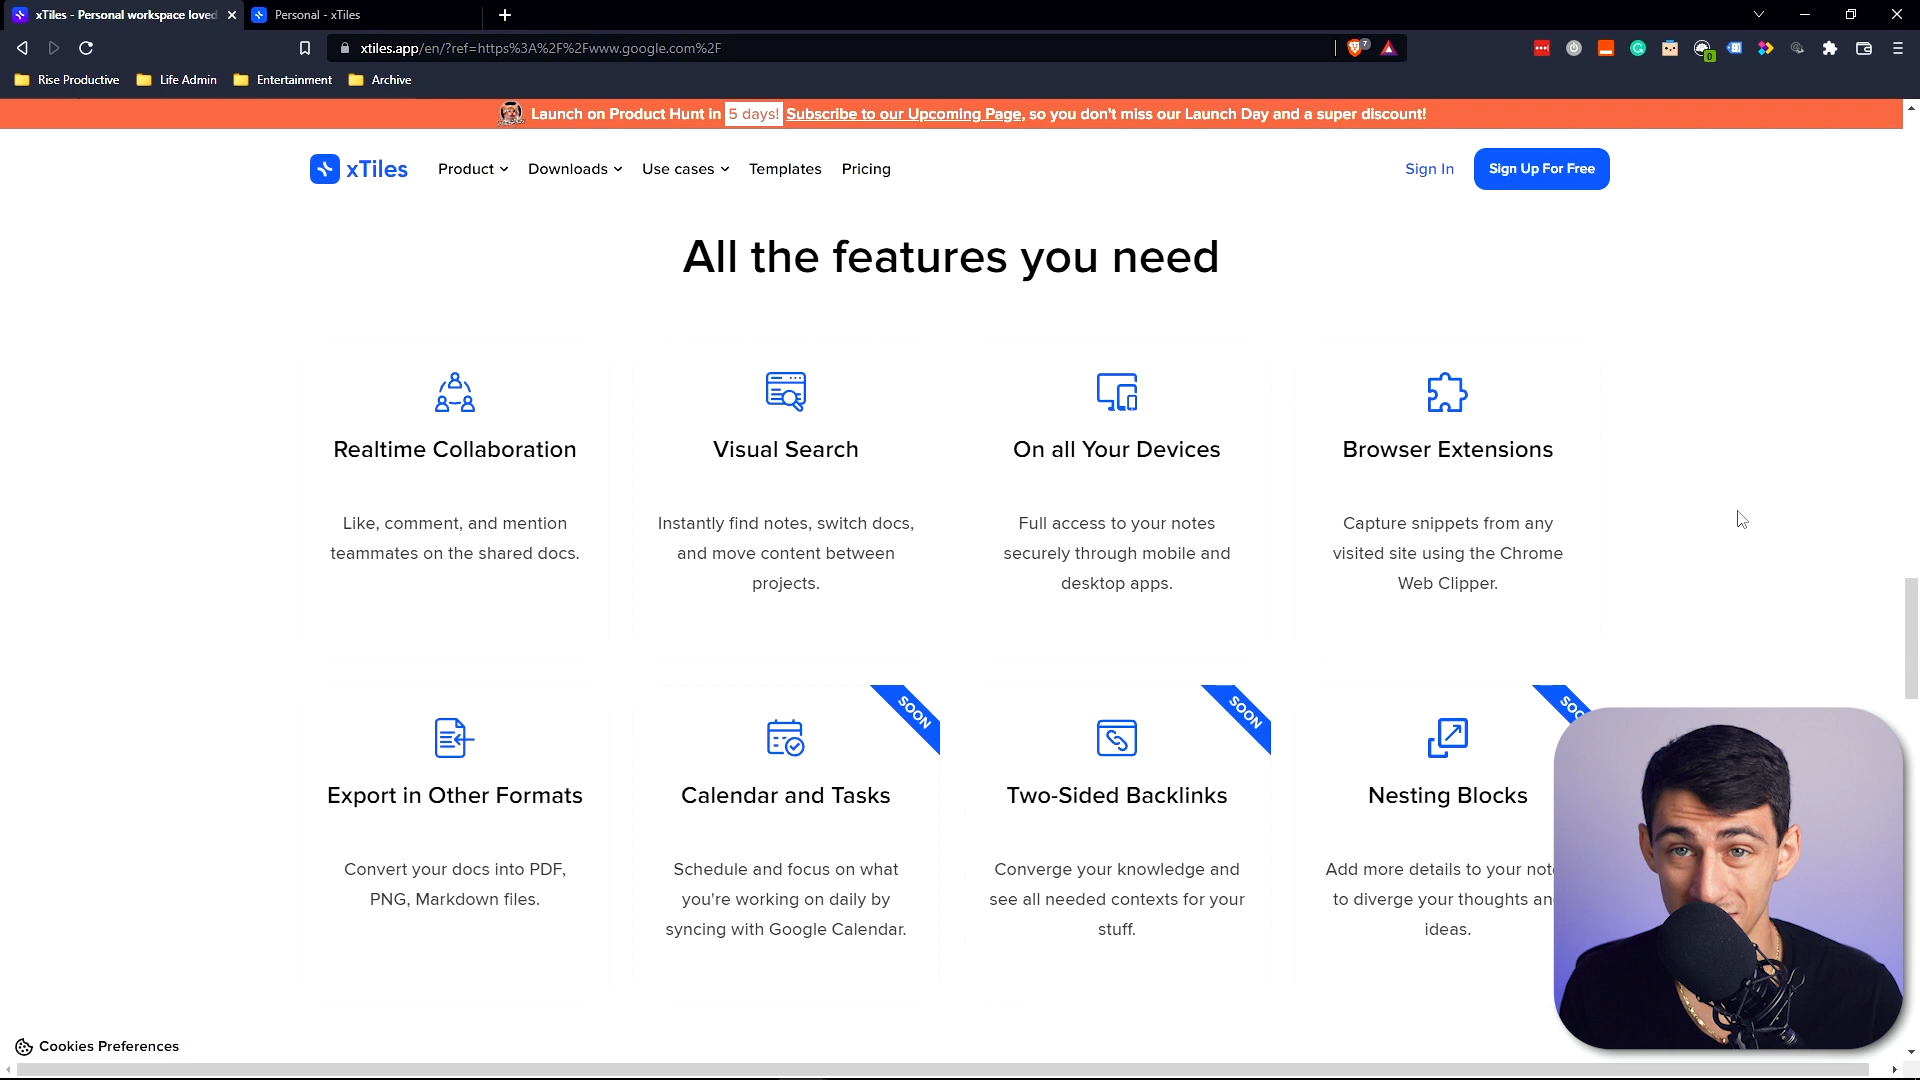 xTiles - Personal workspace loved
Personal - xTiles
xtiles.app/en/?ref=https%3A%2F%2Fwww.google.com%2F
7
0
Rise Productive
Life Admin
Entertainment
Archive
Launch on Product Hunt in 5 days! Subscribe to our Upcoming Page, so you don't miss our Launch Day and a super discount!
xTiles
Product
Downloads
Use cases
Templates
Pricing
Sign In
Sign Up For Free
All the features you need
Realtime Collaboration
Like, comment, and mention
teammates on the shared docs.
Visual Search
Instantly find notes, switch docs,
and move content between
projects.
On all Your Devices
Full access to your notes
securely through mobile and
desktop apps.
Browser Extensions
Capture snippets from any
visited site using the Chrome
Web Clipper.
Export in Other Formats
Convert your docs into PDF,
PNG, Markdown files.
SOON
Calendar and Tasks
Schedule and focus on what
you're working on daily by
syncing with Google Calendar.
SOON
Two-Sided Backlinks
Converge your knowledge and
see all needed contexts for your
stuff.
Nesting Blocks
Add more details to your
to diverge your thoughts
ideas.
Cookies Preferences